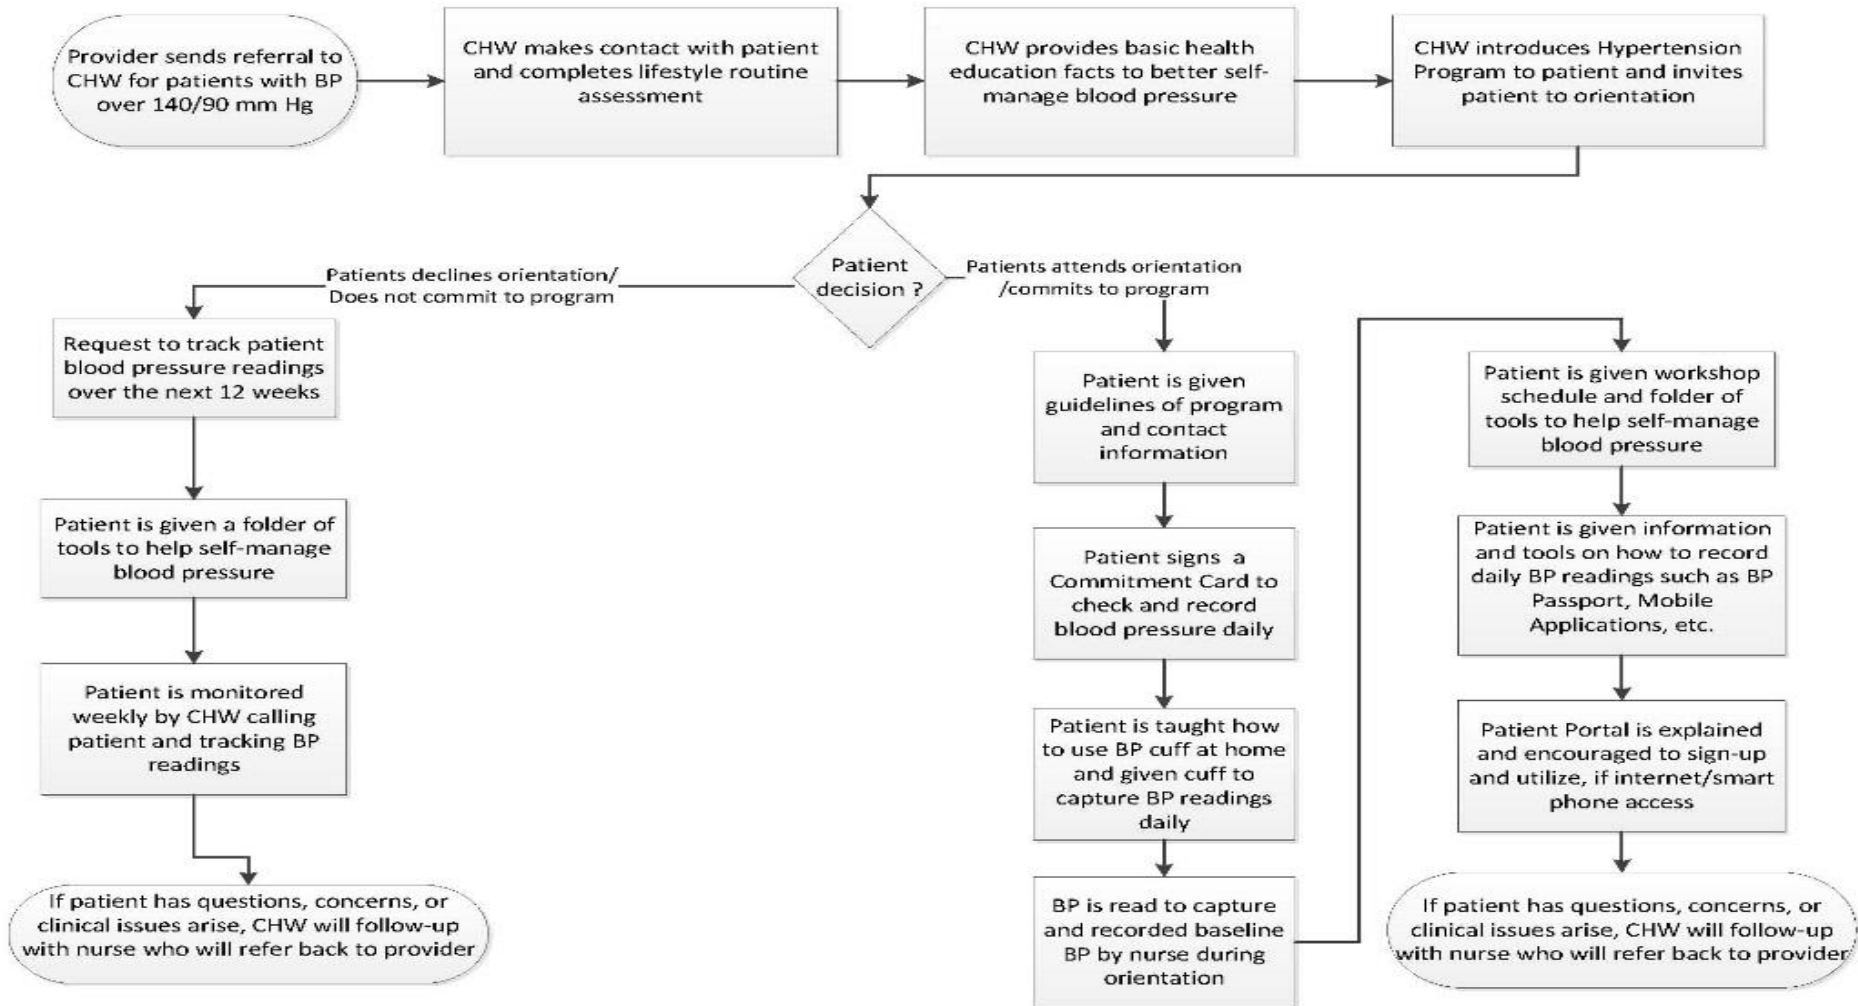 Provider sends referral to
CHW for patients with BP
over 140/90 mm Hg
CHW makes contact with patient
and completes lifestyle routine
assessment
CHW provides basic health
education facts to better self-
manage blood pressure
CHW introduces Hypertension
Program to patient and invites
patient to orientation
Patient
decision ?
Patients declines orientation/
Does not commit to program
Patients attends orientation
/commits to program
Request to track patient
blood pressure readings
over the next 12 weeks
Patient is given a folder of
tools to help self-manage
blood pressure
Patient is monitored
weekly by CHW calling
patient and tracking BP
readings
If patient has questions, concerns, or
clinical issues arise, CHW will follow-up
with nurse who will refer back to provider
Patient is given
guidelines of program
and contact
information
Patient signs a
Commitment Card to
check and record
blood pressure daily
Patient is taught how
to use BP cuff at home
and given cuff to
capture BP readings
daily
BP is read to capture
and recorded baseline
BP by nurse during
orientation
Patient is given workshop
schedule and folder of
tools to help self-manage
blood pressure
Patient is given information
and tools on how to record
daily BP readings such as BP
Passport, Mobile
Applications, etc.
Patient Portal is explained
and encouraged to sign-up
and utilize, if internet/smart
phone access
If patient has questions, concerns, or
clinical issues arise, CHW will follow-up
with nurse who will refer back to provider